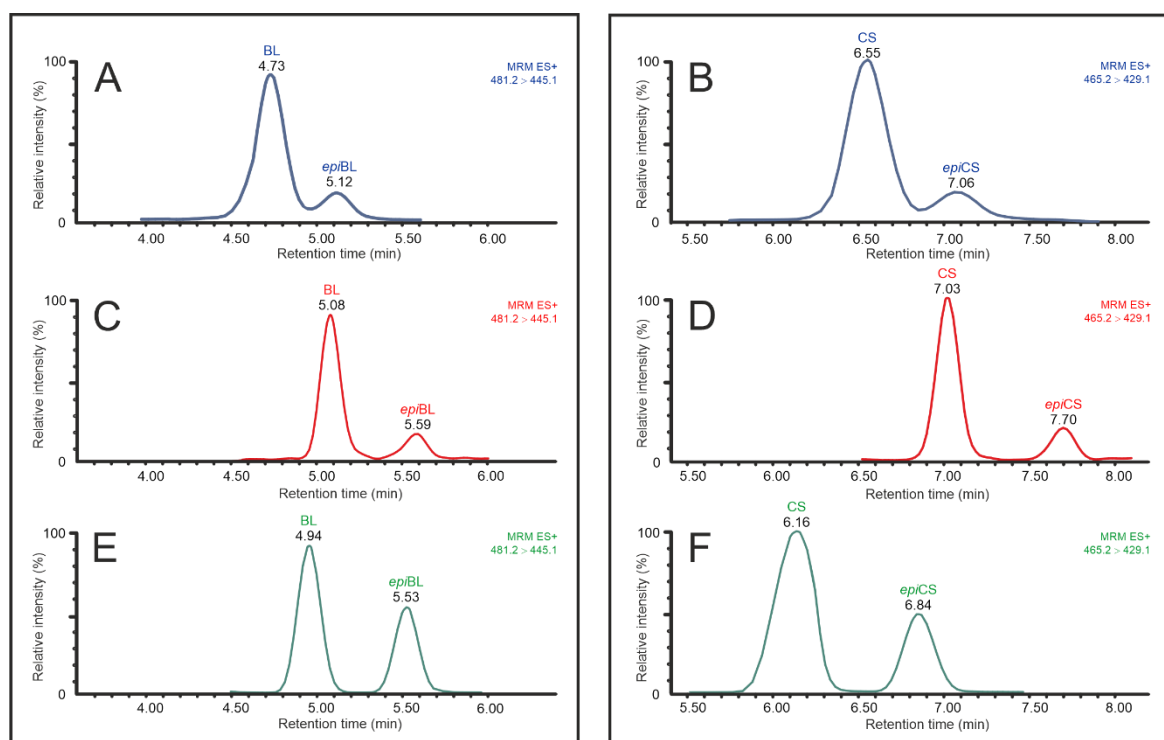 A
BL
4.73
epiBL
5.12
MRM ES+
481.2 > 445.1
Relative intensity (%)
100
0
4.00 4.50 5.00 5.50 6.00
Retention time (min)
B
CS
6.55
epiCS
7.06
MRM ES+
465.2 > 429.1
Relative intensity (%)
100
0
5.50 6.00 6.50 7.00 7.50 8.00
Retention time (min)
C
BL
5.08
epiBL
5.59
MRM ES+
481.2 > 445.1
Relative intensity (%)
100
0
4.00 4.50 5.00 5.50 6.00
Retention time (min)
D
CS
7.03
epiCS
7.70
MRM ES+
465.2 > 429.1
Relative intensity (%)
100
0
5.50 6.00 6.50 7.00 7.50 8.00
Retention time (min)
E
BL
4.94
epiBL
5.53
MRM ES+
481.2 > 445.1
Relative intensity (%)
100
0
4.00 4.50 5.00 5.50 6.00
Retention time (min)
F
CS
6.16
epiCS
6.84
MRM ES+
465.2 > 429.1
Relative intensity (%)
100
0
5.50 6.00 6.50 7.00 7.50 8.00
Retention time (min)